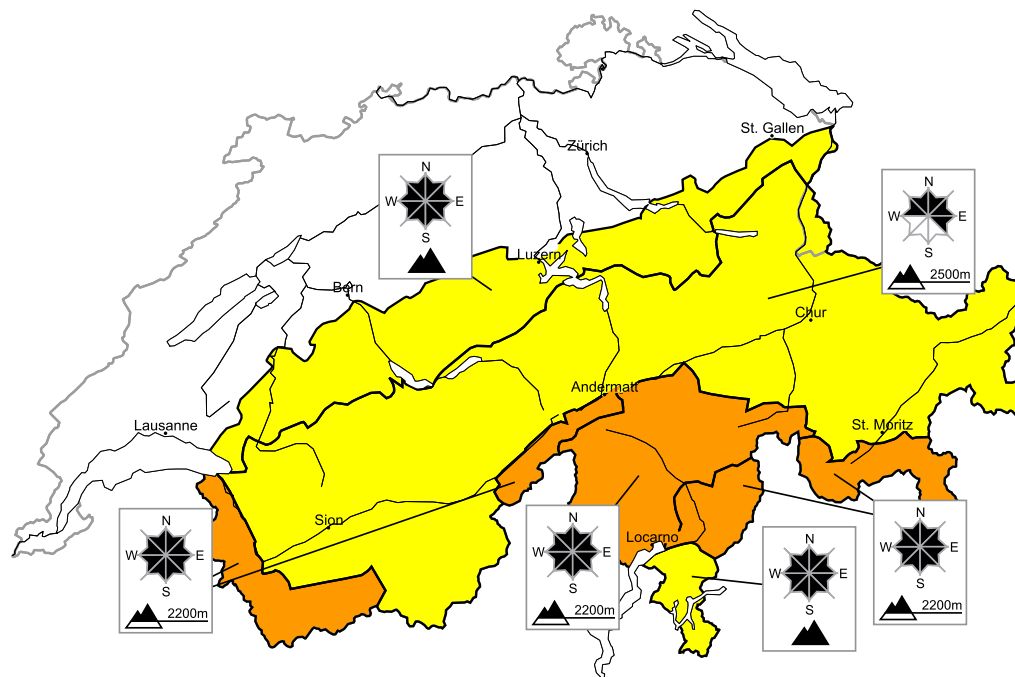 St. Gallen
Zürich
N
W E
S
N
W E
S
2500m
Luzern
Bern
Chur
Andermatt
Lausanne
St. Moritz
Sion
Locarno
N
W E
S
2200m
N
W E
S
2200m
N
W E
S
N
W E
S
2200m